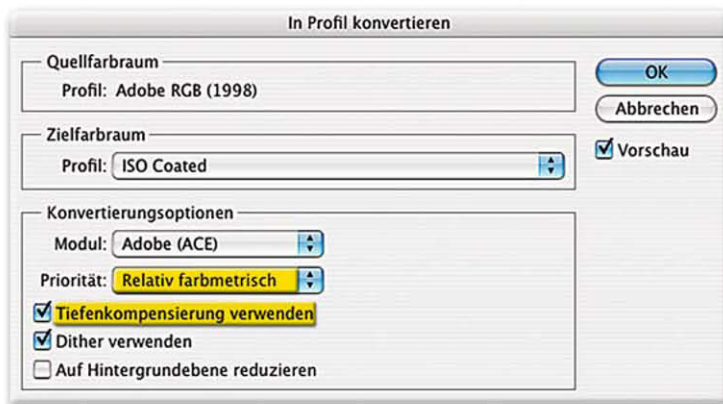 In Profil konvertieren
Quellfarbraum
Profil: Adobe RGB (1998)
OK
Abbrechen
Zielfarbraum
Profil: ISO Coated
Vorschau
Konvertierungsoptionen
Modul: Adobe (ACE)
Priorität: Relativ farbmetrisch
Tiefenkompensierung verwenden
Dither verwenden
Auf Hintergrundebene reduzieren